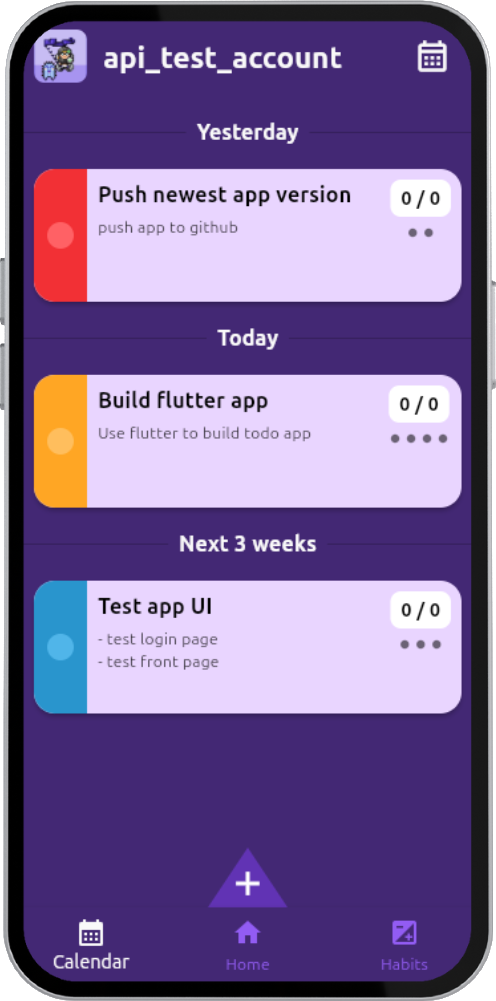 api_test_account
Yesterday
Push newest app version
0 / 0
push app to github
Today
Build flutter app
0 / 0
Use flutter to build todo app
Next 3 weeks
Test app UI
0 / 0
- test login page
- test front page
+
Calendar
Home
Habits